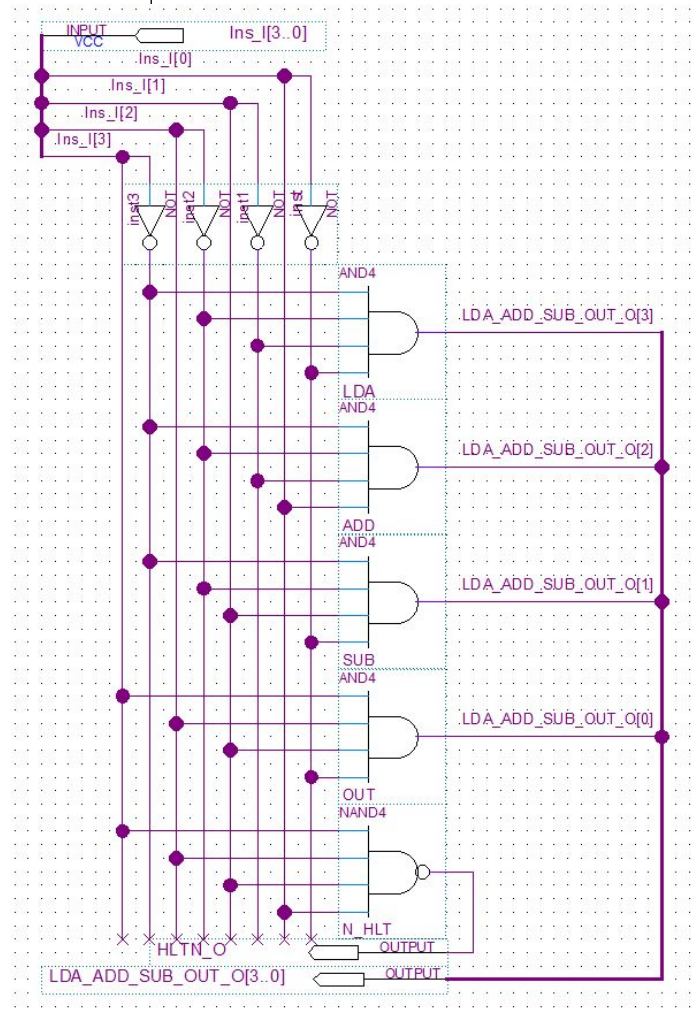 INPUT
VCC
Ins_I[3..0]
Ins_I[0]
Ins_I[1]
Ins_I[2]
Ins_I[3]
inst3
NOT
inst2
NOT
inst1
NOT
inst
NOT
AND4
LDA_ADD_SUB_OUT_O[3]
LDA
AND4
LDA_ADD_SUB_OUT_O[2]
ADD
AND4
LDA_ADD_SUB_OUT_O[1]
SUB
AND4
LDA_ADD_SUB_OUT_O[0]
OUT
NAND4
N_HLT
HLTN_O
OUTPUT
LDA_ADD_SUB_OUT_O[3..0]
OUTPUT